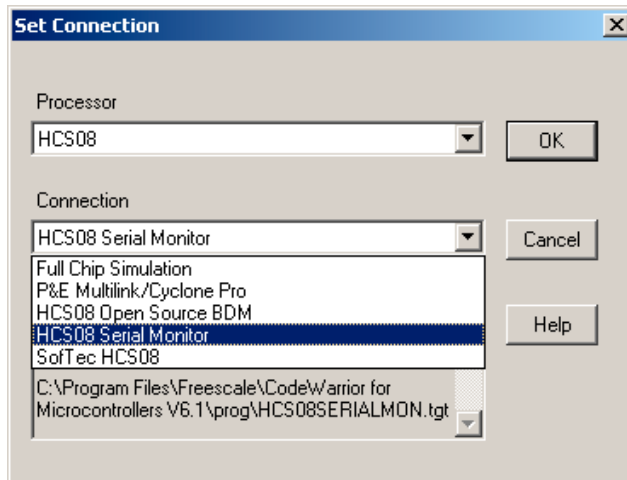 Set Connection
Processor
HCS08
OK
Connection
HCS08 Serial Monitor
Cancel
Full Chip Simulation
P&E Multilink/Cyclone Pro
HCS08 Open Source BDM
HCS08 Serial Monitor
SofTec HCS08
Help
C:\Program Files\Freescale\CodeWarrior for
Microcontrollers V6.1\prog\HCS08SERIALMON.tgt